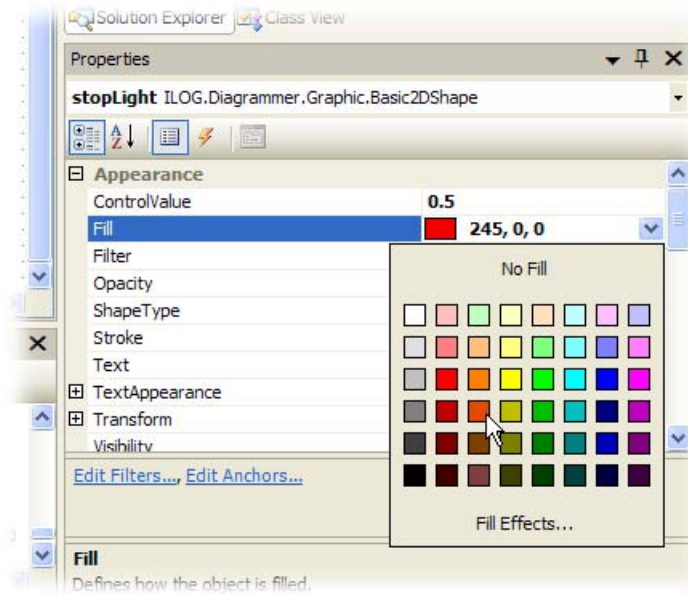 Solution Explorer Class View
Properties
stopLight ILOG.Diagrammer.Graphic.Basic2DShape
Appearance
ControlValue 0.5
Fill 245, 0, 0
Filter
No Fill
Opacity
ShapeType
Stroke
Text
TextAppearance
Transform
Visibility
Edit Filters..., Edit Anchors...
Fill Effects...
Fill
Defines how the object is filled.